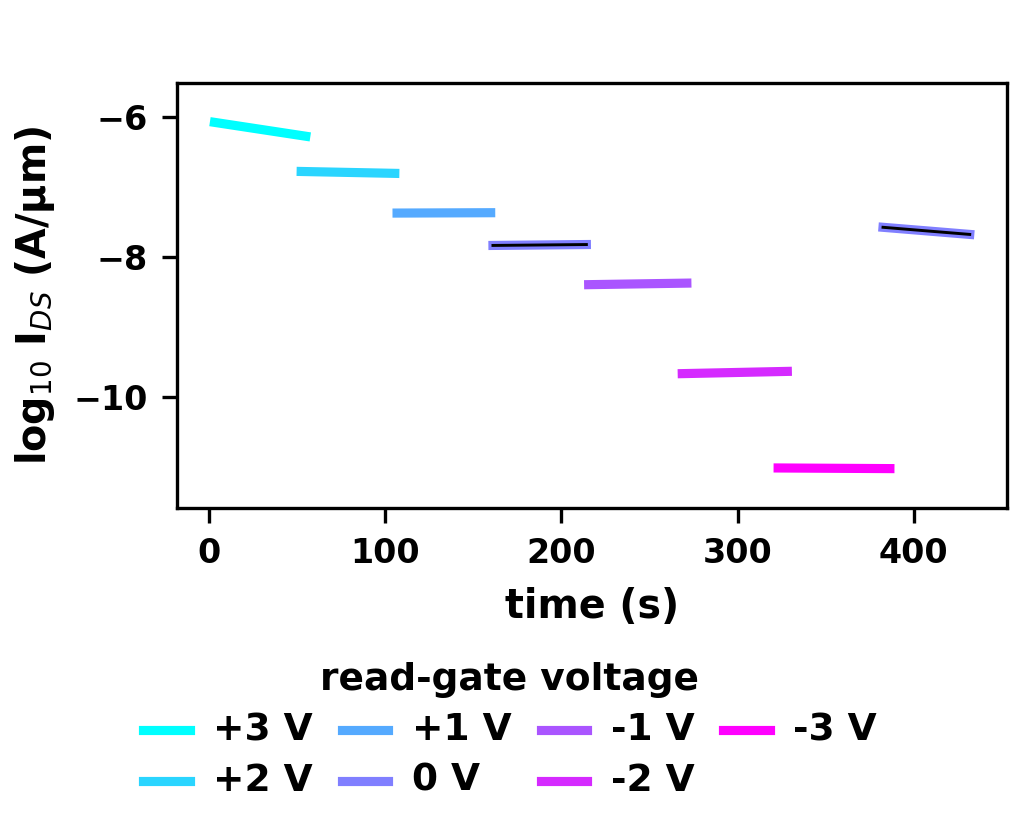 −6
−8
−10
log10 IDS (A/μm)
0 100 200 300 400
time (s)
read-gate voltage
+3 V +1 V -1 V -3 V
+2 V 0 V -2 V